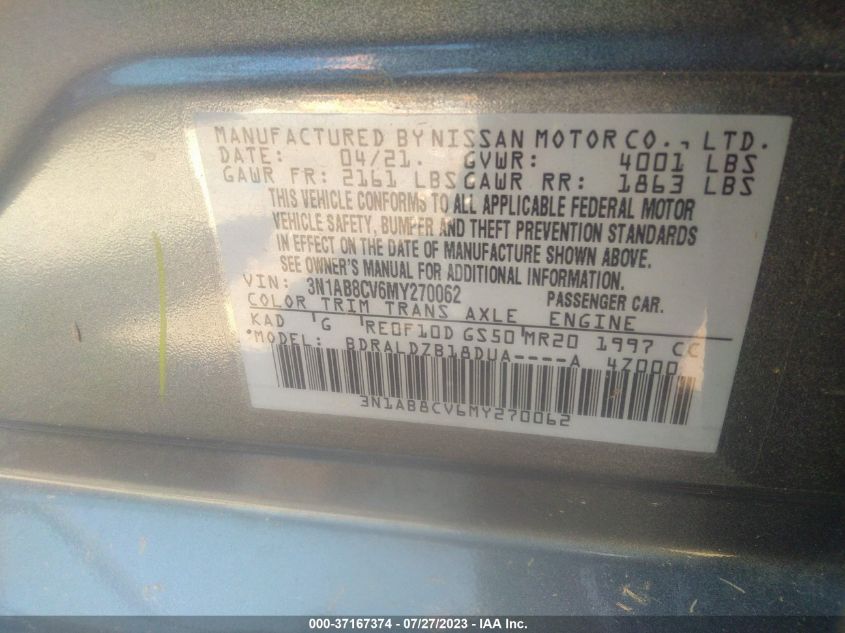 MANUFACTURED BY NISSAN MOTOR CO., LTD.
DATE: 04/21. GVWR: 4001 LBS
GAWR FR: 2161 LBS GAWR RR: 1863 LBS
THIS VEHICLE CONFORMS TO ALL APPLICABLE FEDERAL MOTOR
VEHICLE SAFETY, BUMPER AND THEFT PREVENTION STANDARDS
IN EFFECT ON THE DATE OF MANUFACTURE SHOWN ABOVE.
SEE OWNER'S MANUAL FOR ADDITIONAL INFORMATION.
VIN: 3N1AB8CV6MY270062 PASSENGER CAR.
COLOR TRIM TRANS AXLE ENGINE
KAD G RE0F10D GS50 MR20 1997 CC
*MODEL: BDRALDZB18DUA----A 4Z000
3N1AB8CV6MY270062
000-37167374 | 07/27/2023 - IAA Inc.